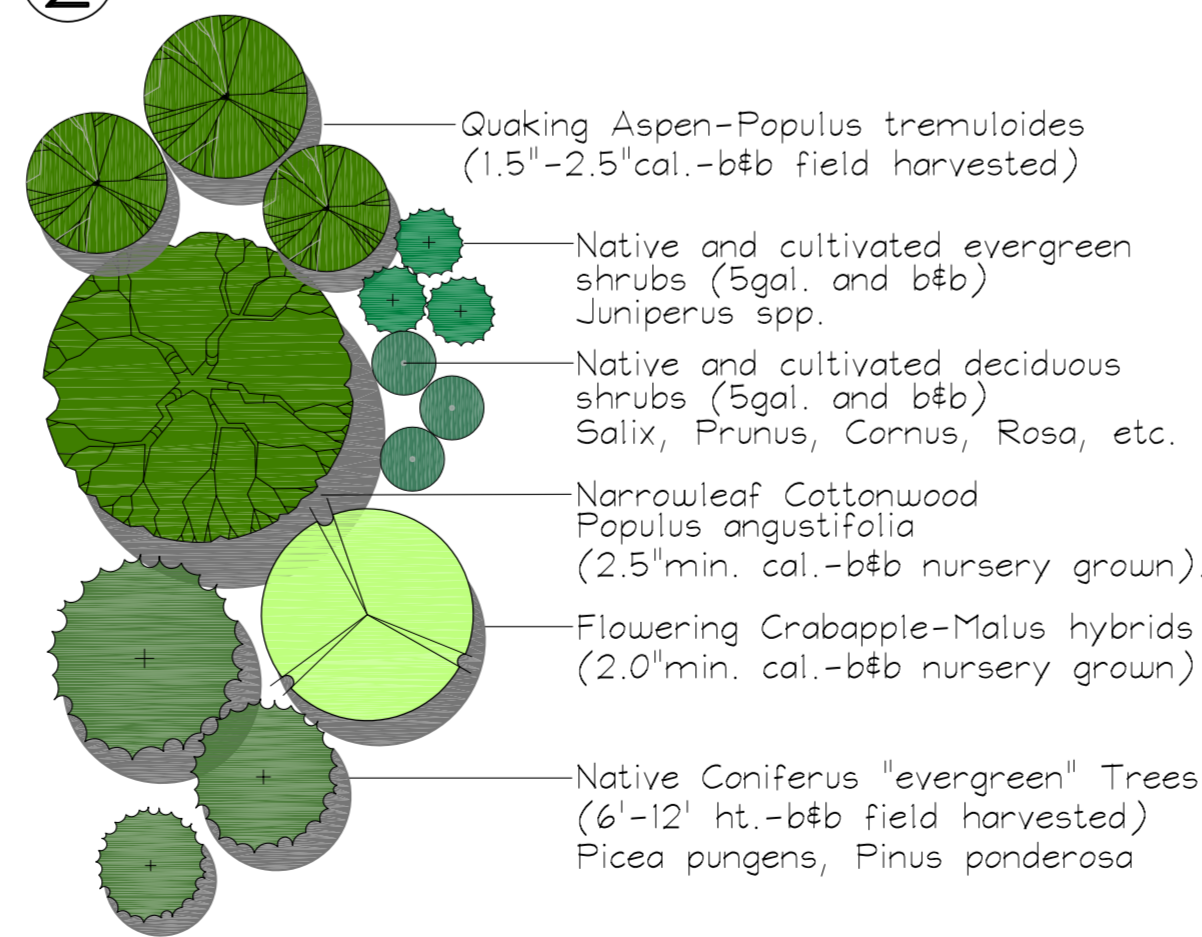 2
Quaking Aspen-Populus tremuloides
(1.5"-2.5"cal.-b&b field harvested)
Native and cultivated evergreen
shrubs (5gal. and b&b)
Juniperus spp.
Native and cultivated deciduous
shrubs (5gal. and b&b)
Salix, Prunus, Cornus, Rosa, etc.
Narrowleaf Cottonwood
Populus angustifolia
(2.5"min. cal.-b&b nursery grown).
Flowering Crabapple-Malus hybrids
(2.0"min. cal.-b&b nursery grown)
Native Coniferus "evergreen" Trees
(6'-12' ht.-b&b field harvested)
Picea pungens, Pinus ponderosa